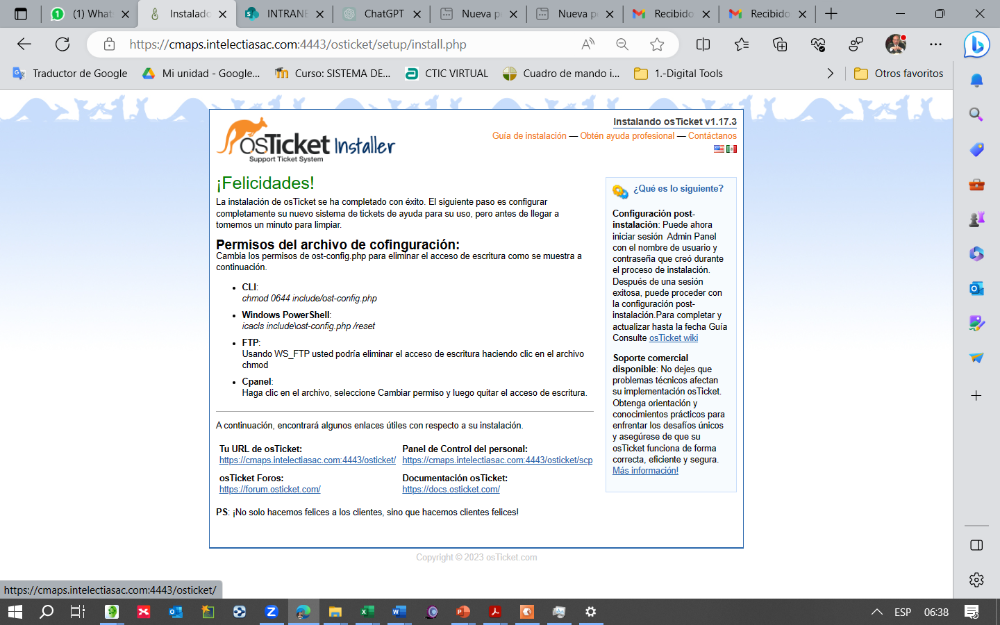 (1) What
Instalado
INTRANE
ChatGPT
Nueva p
Nueva p
Recibido
Recibido
https://cmaps.intelectiasac.com:4443/osticket/setup/install.php
Traductor de Google
Mi unidad - Google...
Curso: SISTEMA DE...
CTIC VIRTUAL
Cuadro de mando i...
1.-Digital Tools
Otros favoritos
osTicket Installer
Support Ticket System
Instalando osTicket v1.17.3
Guía de instalación — Obtén ayuda profesional — Contáctanos
¡Felicidades!
La instalación de osTicket se ha completado con éxito. El siguiente paso es configurar
completamente su nuevo sistema de tickets de ayuda para su uso, pero antes de llegar a
tomemos un minuto para limpiar.
Permisos del archivo de cofinguración:
Cambia los permisos de ost-config.php para eliminar el acceso de escritura como se muestra a
continuación.
• CLI:
chmod 0644 include/ost-config.php
• Windows PowerShell:
icacls include\ost-config.php /reset
• FTP:
Usando WS_FTP usted podría eliminar el acceso de escritura haciendo clic en el archivo
chmod
• Cpanel:
Haga clic en el archivo, seleccione Cambiar permiso y luego quitar el acceso de escritura.
A continuación, encontrará algunos enlaces útiles con respecto a su instalación.
Tu URL de osTicket:
https://cmaps.intelectiasac.com:4443/osticket/
Panel de Control del personal:
https://cmaps.intelectiasac.com:4443/osticket/scp
osTicket Foros:
https://forum.osticket.com/
Documentación osTicket:
https://docs.osticket.com/
PS: ¡No solo hacemos felices a los clientes, sino que hacemos clientes felices!
¿Qué es lo siguiente?
Configuración post-
instalación: Puede ahora
iniciar sesión Admin Panel
con el nombre de usuario y
contraseña que creó durante
el proceso de instalación.
Después de una sesión
exitosa, puede proceder con
la configuración post-
instalación.Para completar y
actualizar hasta la fecha Guía
Consulte osTicket wiki
Soporte comercial
disponible: No dejes que
problemas técnicos afectan
su implementación osTicket.
Obtenga orientación y
conocimientos prácticos para
enfrentar los desafíos únicos
y asegúrese de que su
osTicket funciona de forma
correcta, eficiente y segura.
Más información!
Copyright © 2023 osTicket.com
https://cmaps.intelectiasac.com:4443/osticket/
ESP
06:38